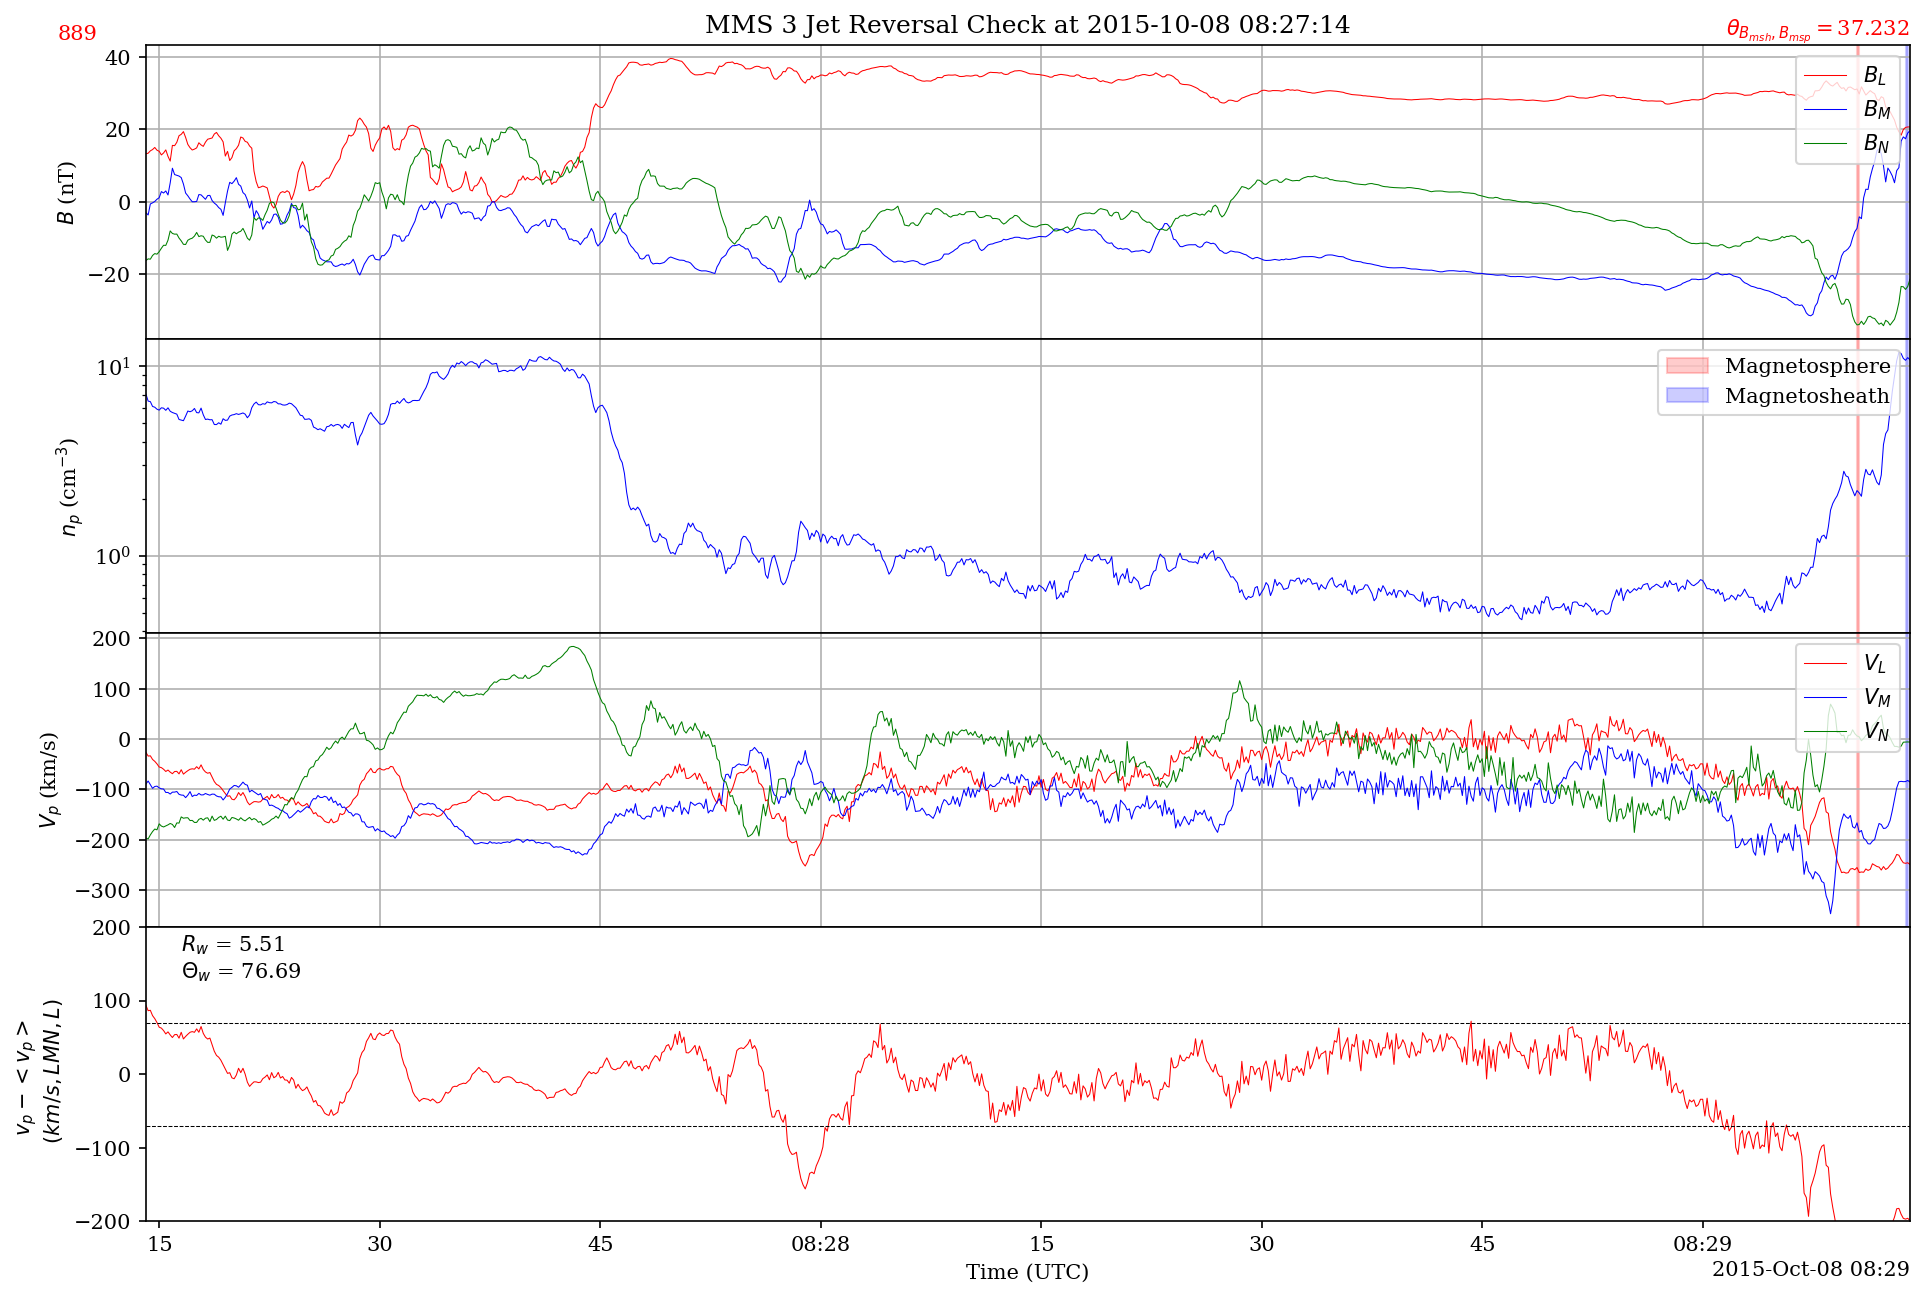 MMS 3 Jet Reversal Check at 2015-10-08 08:27:14
889
θ_{B_{msh}, B_{msp}} = 37.232
40
20
0
−20
B (nT)
B_L
B_M
B_N
10^1
10^0
n_p (cm^{−3})
Magnetosphere
Magnetosheath
200
100
0
−100
−200
−300
V_p (km/s)
V_L
V_M
V_N
200
100
0
−100
−200
v_p − < v_p >
(km/s, LMN, L)
R_w = 5.51
Θ_w = 76.69
15 30 45 08:28 15 30 45 08:29
Time (UTC)
2015-Oct-08 08:29